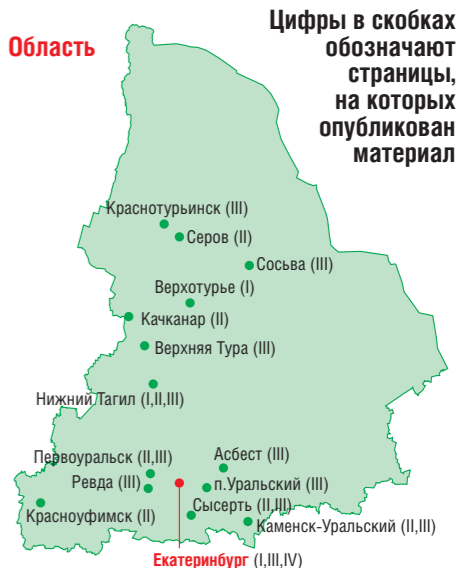 Область
Цифры в скобках
обозначают
страницы,
на которых
опубликован
материал
Краснотурьинск (III)
Серов (II)
Сосьва (III)
Верхотурье (I)
Качканар (II)
Верхняя Тура (III)
Нижний Тагил (I,II,III)
Первоуральск (II,III)
Асбест (III)
Ревда (III)
п.Уральский (III)
Красноуфимск (II)
Сысерть (II,III)
Каменск-Уральский (II,III)
Екатеринбург (I,III,IV)